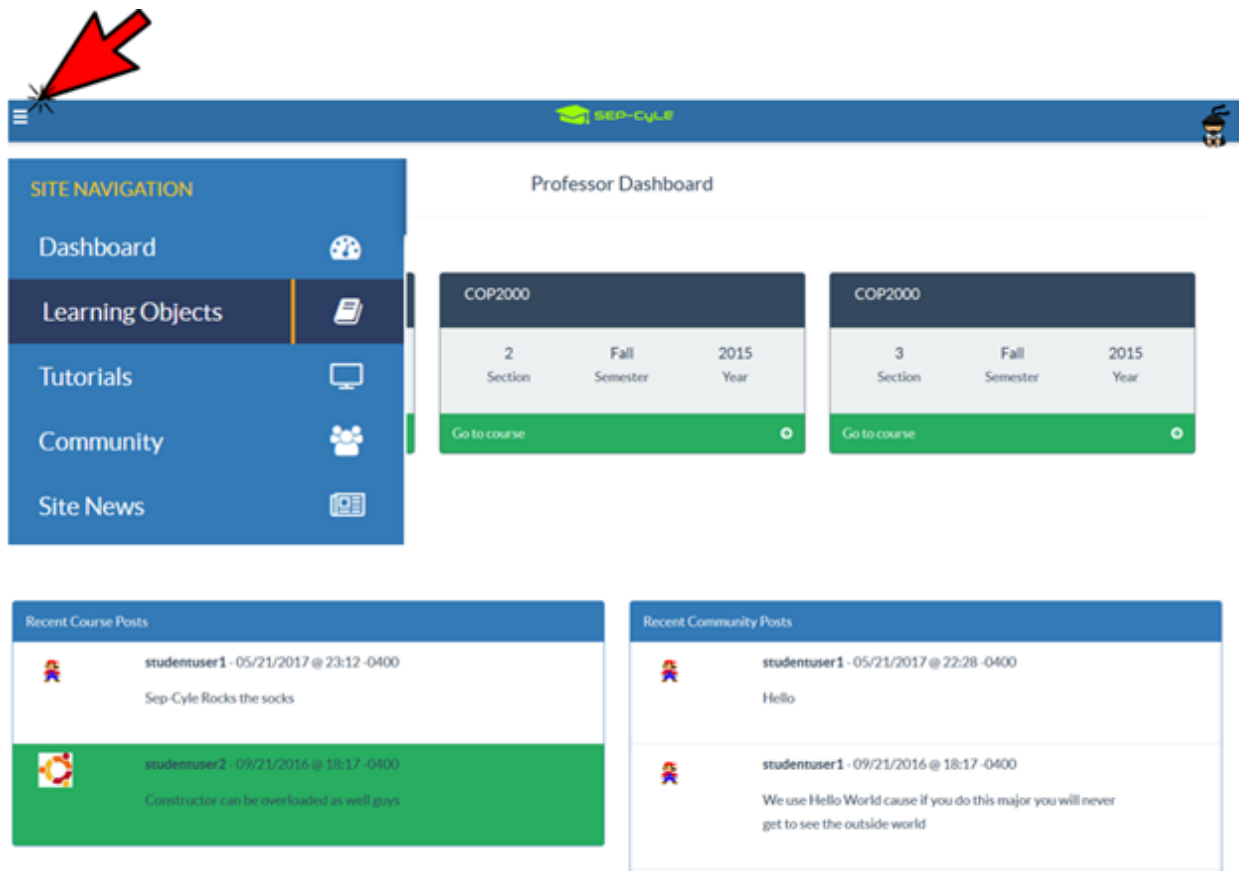 SEP-CYLE
Professor Dashboard
SITE NAVIGATION
Dashboard
Learning Objects
Tutorials
Community
Site News
COP2000
2 Fall 2015
Section Semester Year
Go to course
COP2000
3 Fall 2015
Section Semester Year
Go to course
Recent Course Posts
studentuser1 - 05/21/2017 @ 23:12 -0400
Sep-Cyle Rocks the socks
studentuser2 - 09/21/2016 @ 18:17 -0400
Constructor can be overloaded as well guys
Recent Community Posts
studentuser1 - 05/21/2017 @ 22:28 -0400
Hello
studentuser1 - 09/21/2016 @ 18:17 -0400
We use Hello World cause if you do this major you will never
get to see the outside world